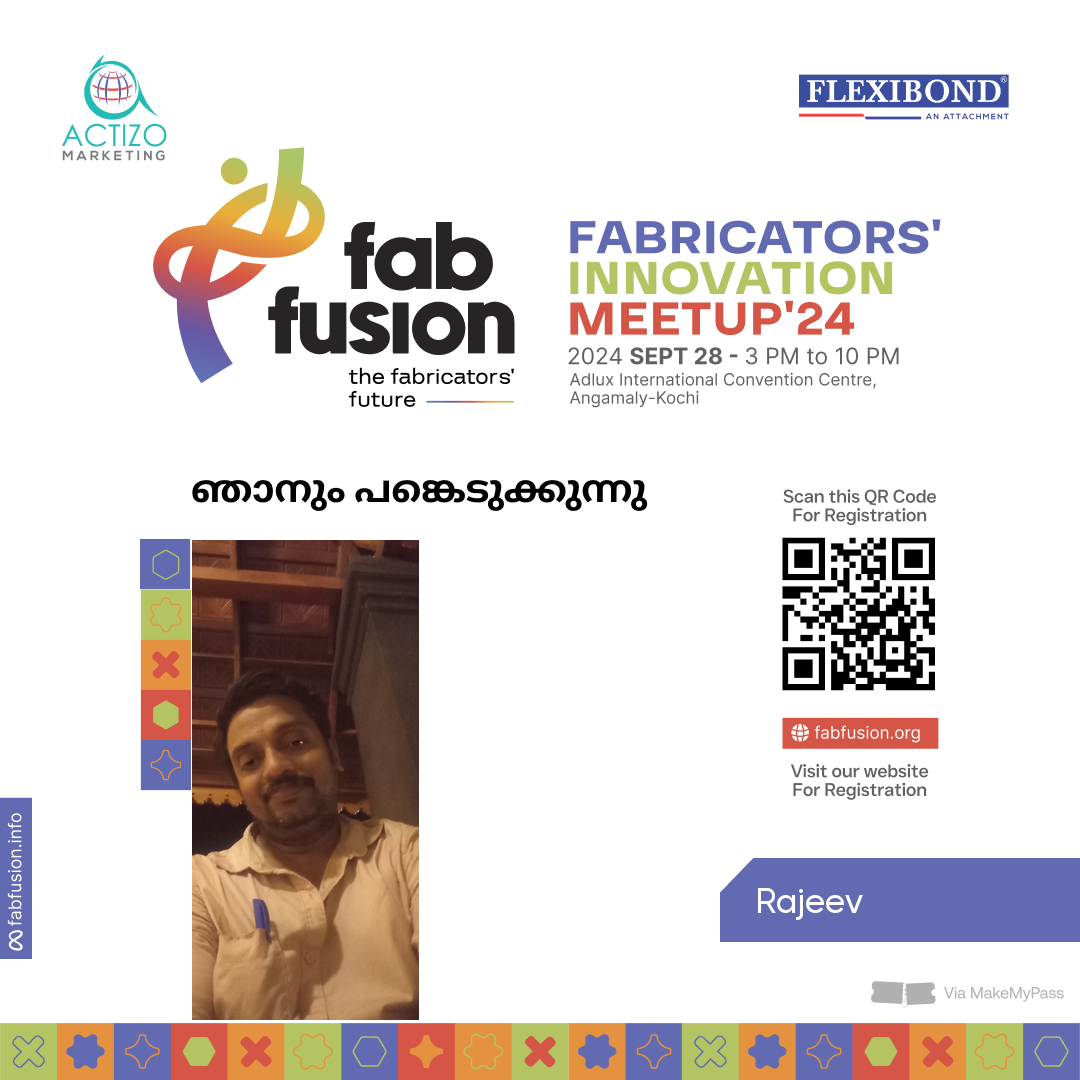 ACTIZO
MARKETING
FLEXIBOND®
AN ATTACHMENT
fab
fusion
the fabricators'
future
FABRICATORS'
INNOVATION
MEETUP'24
2024 SEPT 28 - 3 PM to 10 PM
Adlux International Convention Centre,
Angamaly-Kochi
ഞാനും പങ്കെടുക്കുന്നു
Scan this QR Code
For Registration
fabfusion.org
Visit our website
For Registration
fabfusion.info
Rajeev
Via MakeMyPass